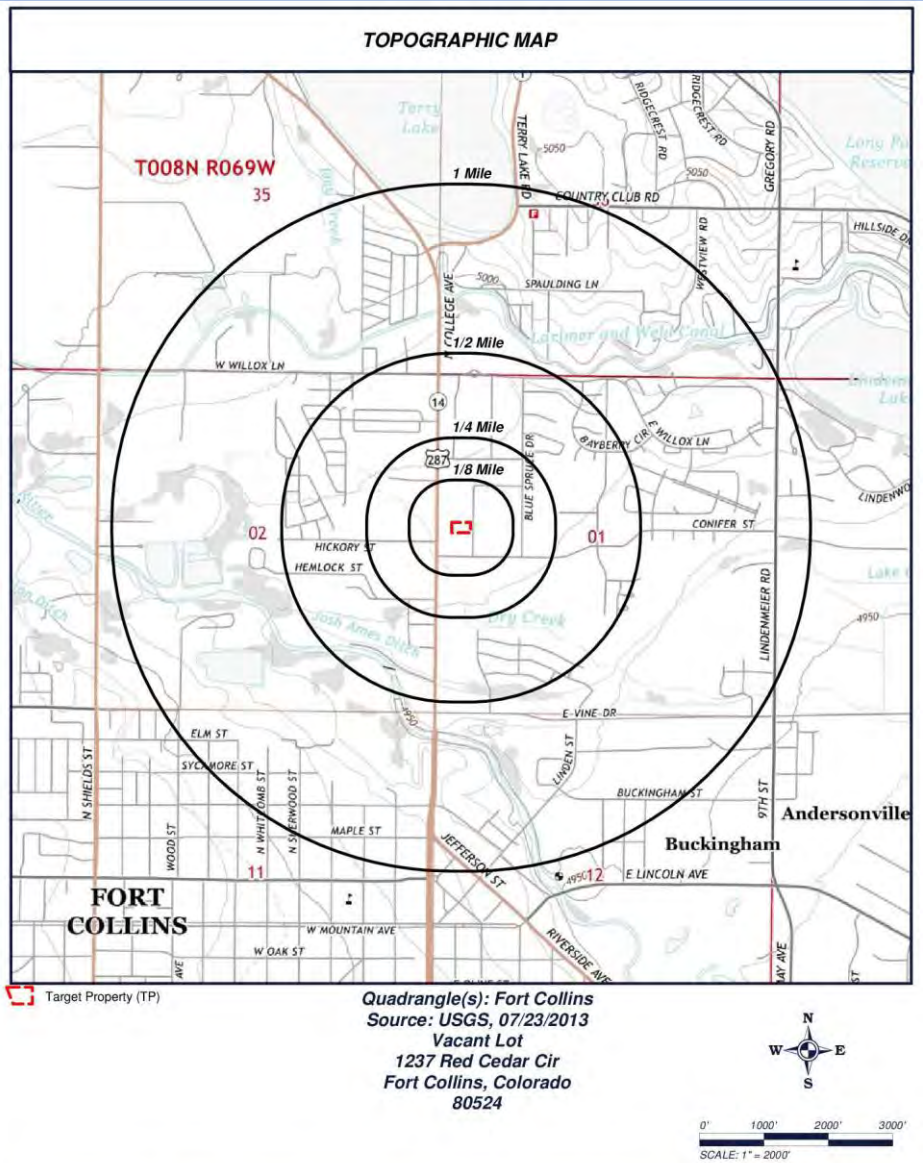 TOPOGRAPHIC MAP
Terry
Lake
1
TERRY LAKE RD
RIDGECREST RD
RIDGECREST RD
GREGORY RD
5050
Reservoir
T008N R069W
35
1 Mile
5050
COUNTRY CLUB RD
HILLSIDE DR
F
WESTVIEW RD
5000
SPAULDING LN
N COLLEGE AVE
Larimer and Weld Canal
1/2 Mile
W WILLOX LN
14
1/4 Mile
BAYBERRY CIR
E WILLOX LN
287
1/8 Mile
BLUE SPRUCE DR
LINDENWO
CONIFER ST
02
01
HICKORY ST
HEMLOCK ST
Lake
LINDENMEIER RD
Dry Creek
Josh Ames Ditch
4950
4950
E VINE DR
ELM ST
SYCAMORE ST
LINDEN ST
N SHIELDS ST
N WHITCOMB ST
N SHERWOOD ST
BUCKINGHAM ST
9TH ST
Andersonville
WOOD ST
MAPLE ST
JEFFERSON ST
Buckingham
11
4950
12
E LINCOLN AVE
FORT
COLLINS
W MOUNTAIN AVE
RIVERSIDE AVE
W OAK ST
AVE
MAY AVE
ST
Target Property (TP)
Quadrangle(s): Fort Collins
Source: USGS, 07/23/2013
Vacant Lot
1237 Red Cedar Cir
Fort Collins, Colorado
80524
N
W E
S
0' 1000' 2000' 3000'
SCALE: 1" = 2000'